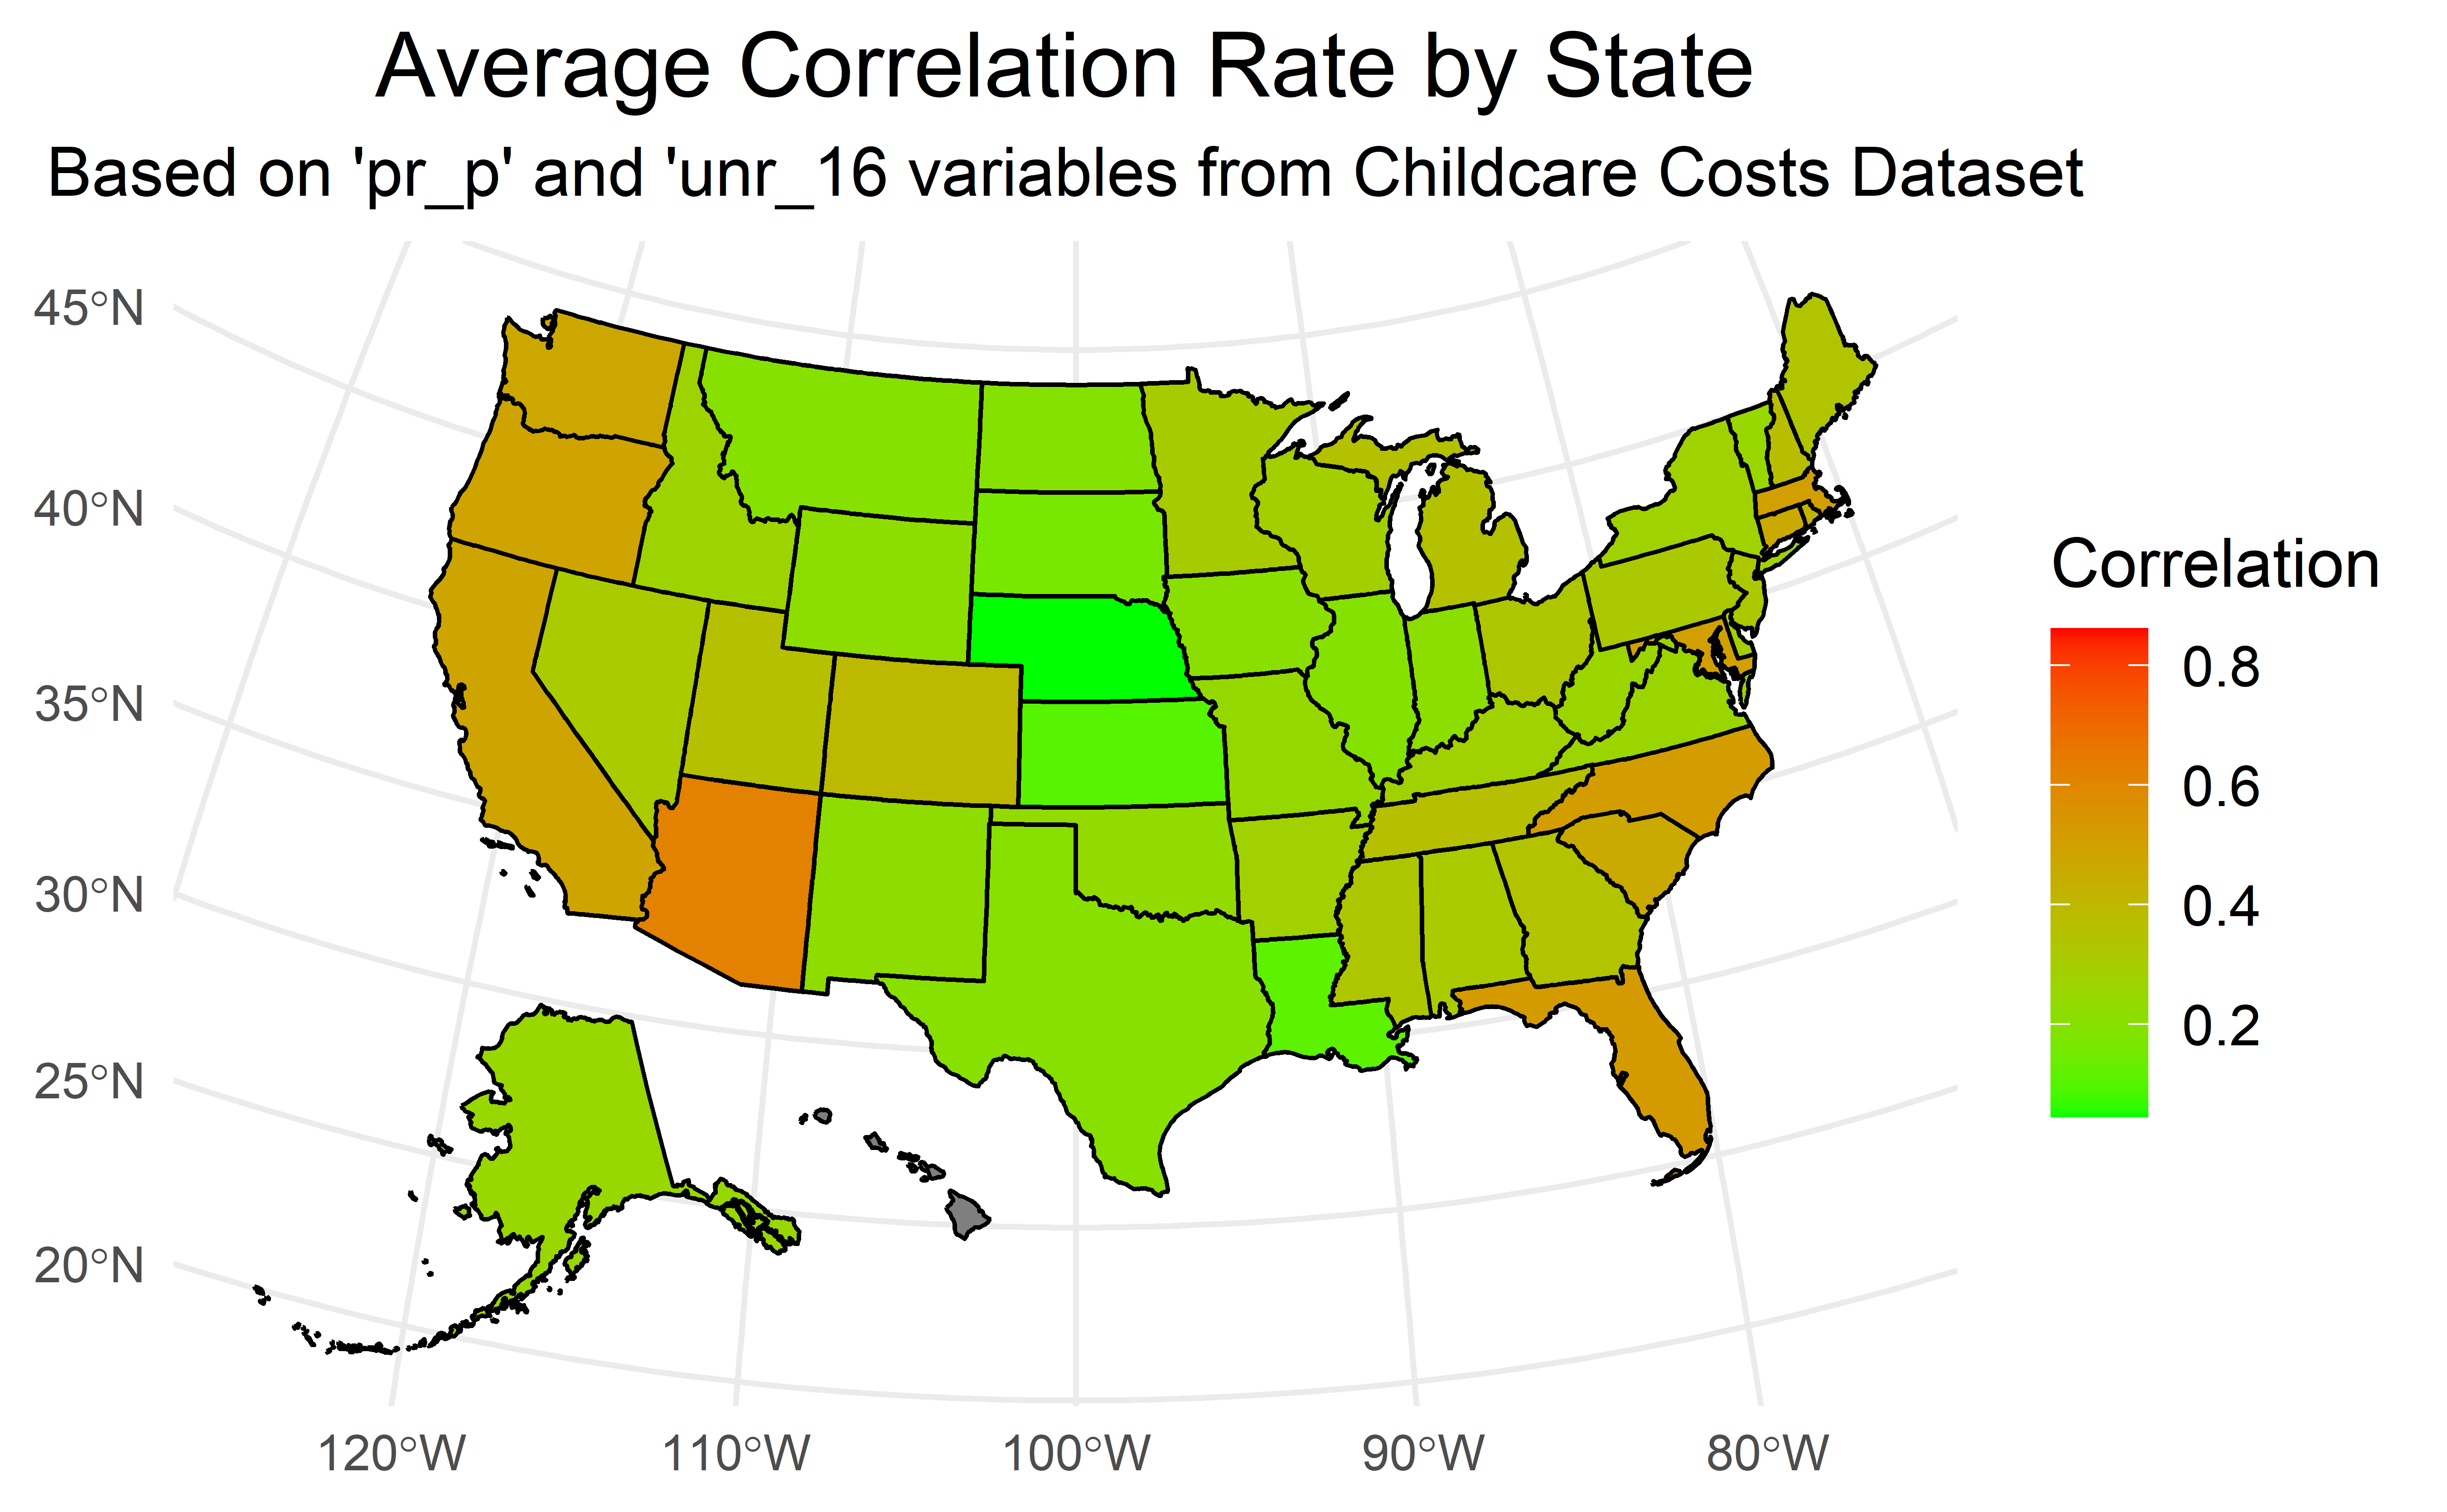 Average Correlation Rate by State
Based on 'pr_p' and 'unr_16 variables from Childcare Costs Dataset
45°N
40°N
35°N
30°N
25°N
20°N
120°W
110°W
100°W
90°W
80°W
Correlation
0.8
0.6
0.4
0.2